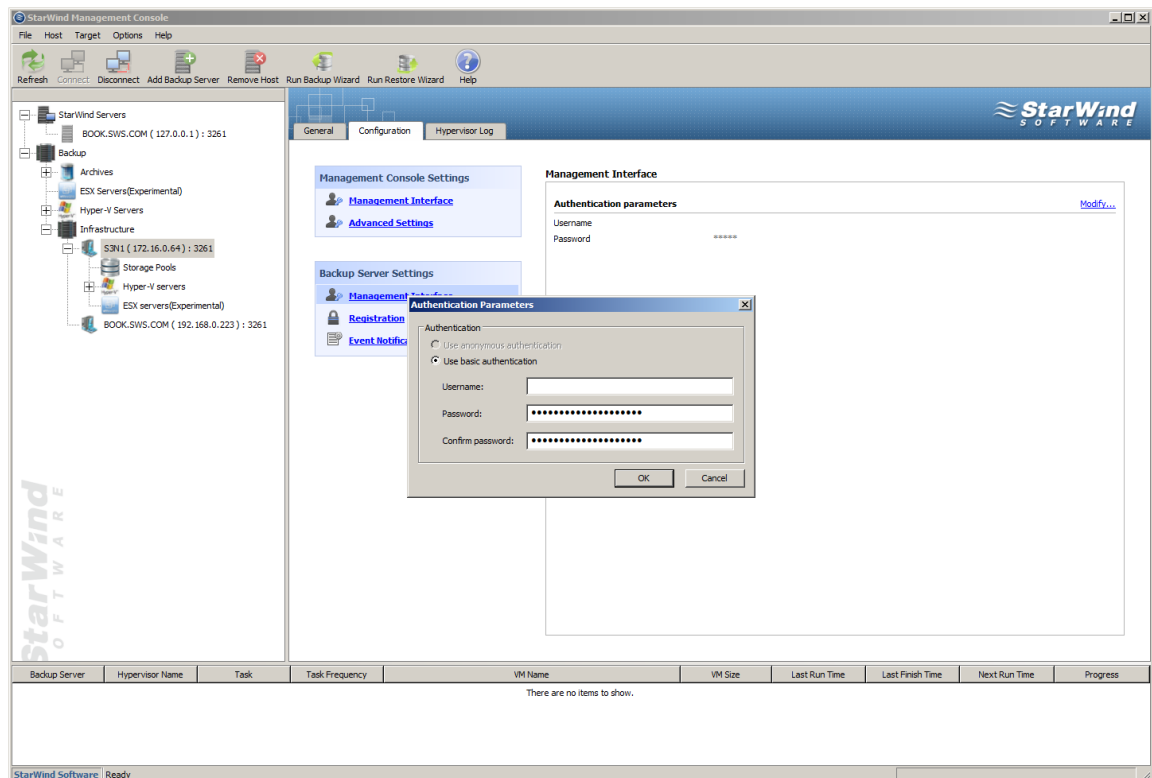 StarWind Management Console
File Host Target Options Help
Refresh Connect Disconnect Add Backup Server Remove Host Run Backup Wizard Run Restore Wizard Help
StarWind Servers
BOOK.SWS.COM ( 127.0.0.1 ) : 3261
Backup
Archives
ESX Servers(Experimental)
Hyper-V Servers
Infrastructure
S3N1 ( 172.16.0.64 ) : 3261
Storage Pools
Hyper-V servers
ESX servers(Experimental)
BOOK.SWS.COM ( 192.168.0.223 ) : 3261
StarWind
SOFTWARE
General Configuration Hypervisor Log
StarWind
SOFTWARE
Management Console Settings
Management Interface
Advanced Settings
Backup Server Settings
Management Interface
Registration
Event Notifica
Management Interface
Authentication parameters Modify...
Username
Password *****
Authentication Parameters
Authentication
Use anonymous authentication
Use basic authentication
Username:
Password: ••••••••••••••••••••
Confirm password: ••••••••••••••••••••
OK Cancel
Backup Server Hypervisor Name Task Task Frequency VM Name VM Size Last Run Time Last Finish Time Next Run Time Progress
There are no items to show.
StarWind Software Ready